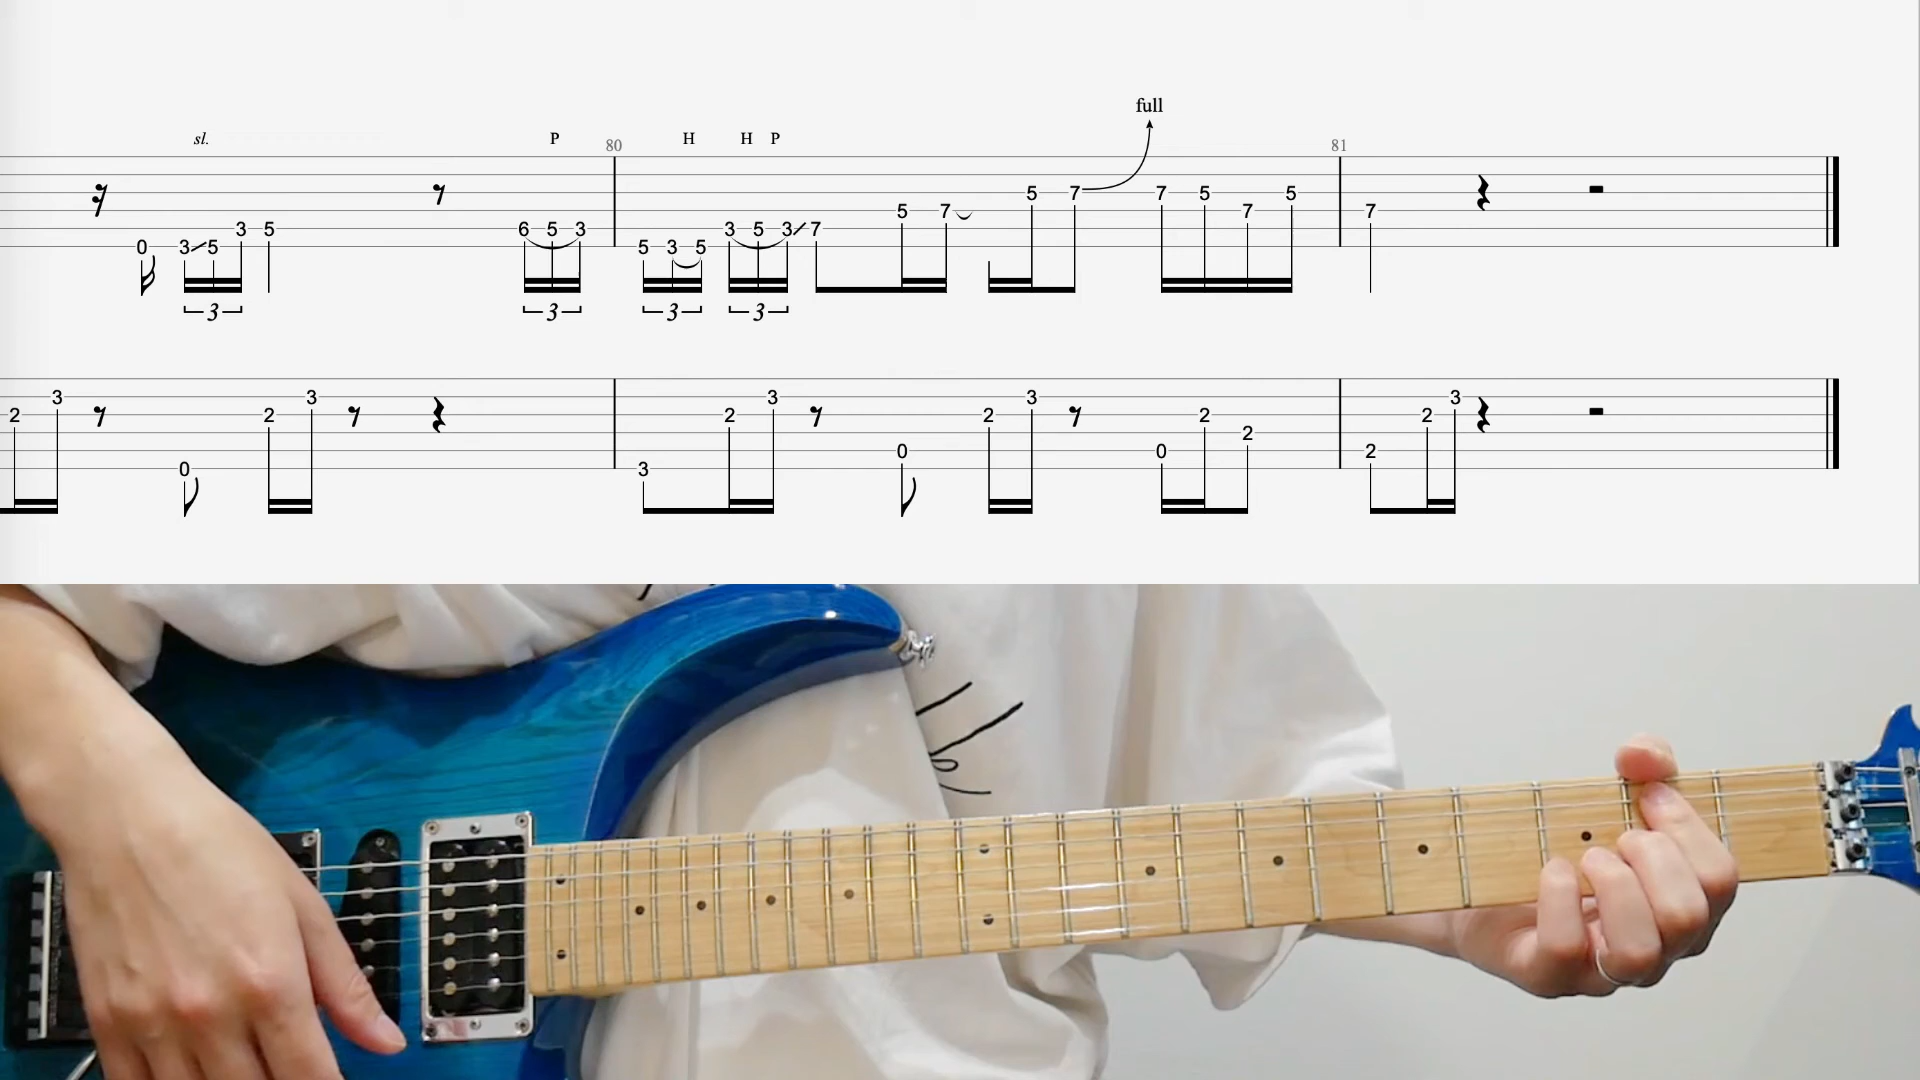 full
sl. P 80 H H P 81
5 7 7 5 5
5 7 7 7
3 5 6 5 3 3 5 3 7
0 3 5 5 3 5
3 3 3 3
3 3 3 3 3
2 2 2 2 2 2
2
0 0 2
0 3